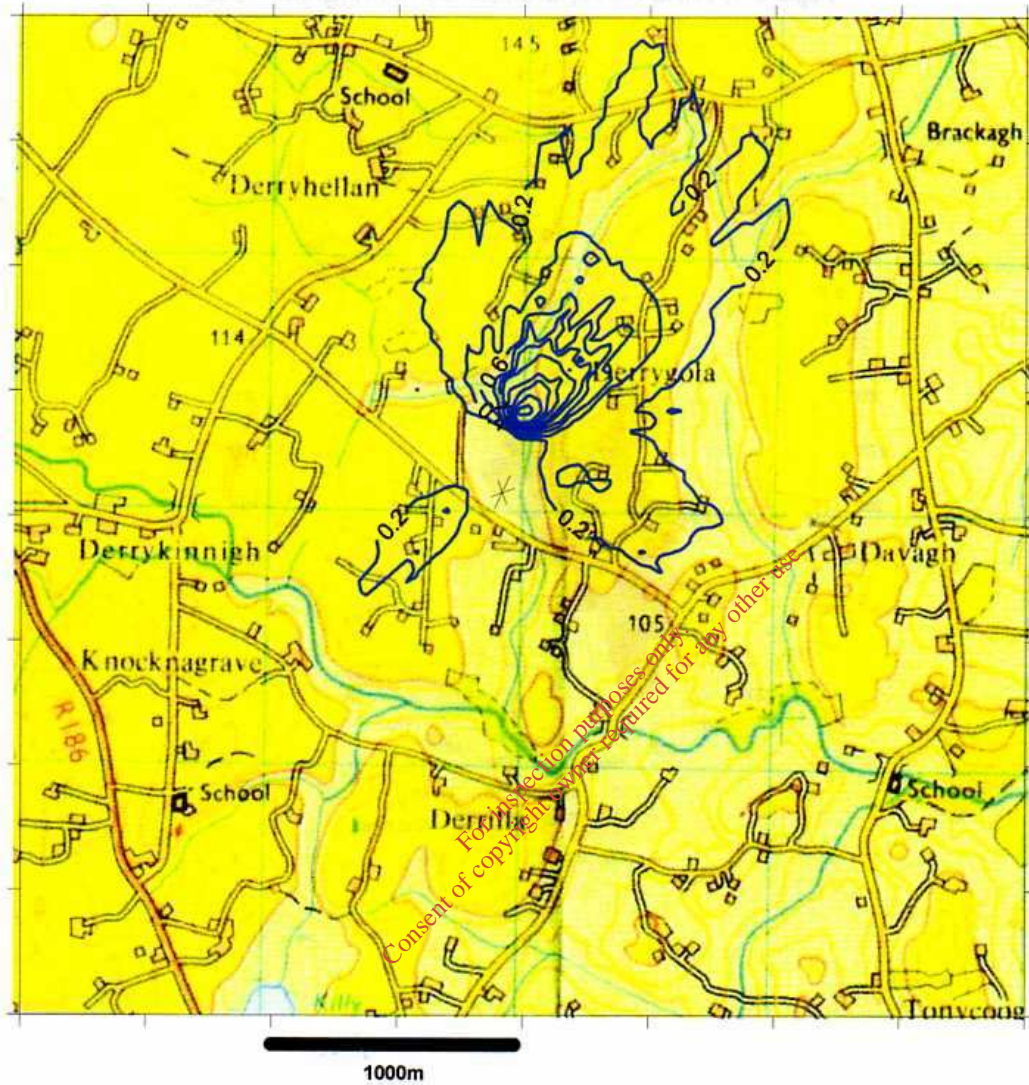 145
School
Brackagh
Derryhellan
0.2
0.2
0.2
114
0.6
Derrygola
0.2
0.2
Derrykinnigh
Davagh
105
Knocknagrave
R186
School
School
For inspection purposes only.
Consent of copyright owner required for any other use.
Tonycoog
1000m